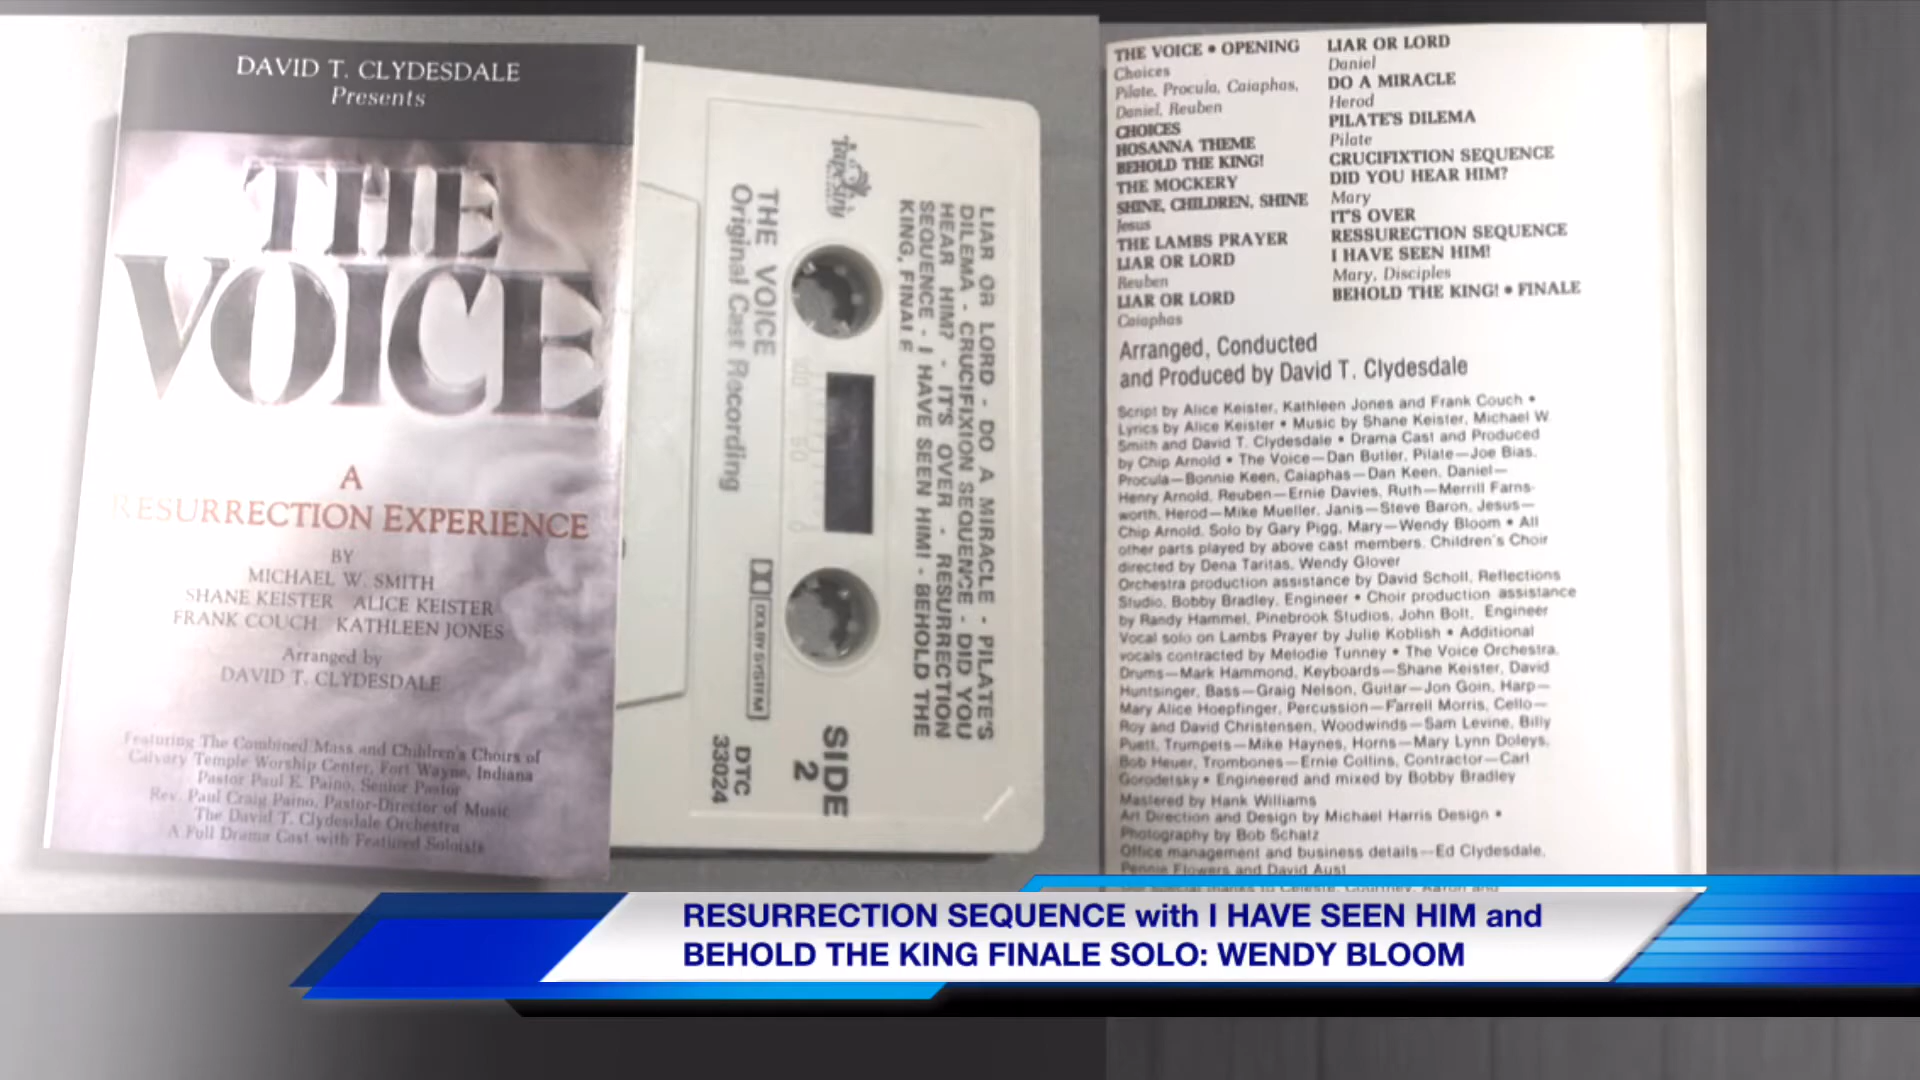 DAVID T. CLYDESDALE
Presents
THE
VOICE
A
RESURRECTION EXPERIENCE
BY
MICHAEL W. SMITH
SHANE KEISTER ALICE KEISTER
FRANK COUCH KATHLEEN JONES
Arranged by
DAVID T. CLYDESDALE
Featuring The Combined Mass and Children's Choirs of
Calvary Temple Worship Center, Fort Wayne, Indiana
Pastor Paul E. Paino, Senior Pastor
Rev. Paul Craig Paino, Pastor-Director of Music
The David T. Clydesdale Orchestra
A Full Drama Cast with Featured Soloists
LIAR OR LORD - DO A MIRACLE - PILATE'S
DILEMA - CRUCIFIXION SEQUENCE - DID YOU
HEAR HIM? - IT'S OVER - RESURRECTION
SEQUENCE - I HAVE SEEN HIM! - BEHOLD THE
KING, FINALE
Tapestry
THE VOICE
Original Cast Recording
DOLBY SYSTEM
SIDE
2
DTC
33024
THE VOICE • OPENING
Choices
Pilate, Procula, Caiaphas,
Daniel, Reuben
CHOICES
HOSANNA THEME
BEHOLD THE KING!
THE MOCKERY
SHINE, CHILDREN, SHINE
Jesus
THE LAMBS PRAYER
LIAR OR LORD
Reuben
LIAR OR LORD
Caiaphas
LIAR OR LORD
Daniel
DO A MIRACLE
Herod
PILATE'S DILEMA
Pilate
CRUCIFIXTION SEQUENCE
DID YOU HEAR HIM?
Mary
IT'S OVER
RESSURECTION SEQUENCE
I HAVE SEEN HIM!
Mary, Disciples
BEHOLD THE KING! • FINALE
Arranged, Conducted
and Produced by David T. Clydesdale
Script by Alice Keister, Kathleen Jones and Frank Couch •
Lyrics by Alice Keister • Music by Shane Keister, Michael W.
Smith and David T. Clydesdale • Drama Cast and Produced
by Chip Arnold • The Voice—Dan Butler, Pilate—Joe Bias,
Procula—Bonnie Keen, Caiaphas—Dan Keen, Daniel—
Henry Arnold, Reuben—Ernie Davies, Ruth—Merrill Farns-
worth, Herod—Mike Mueller, Janis—Steve Baron, Jesus—
Chip Arnold, Solo by Gary Pigg, Mary—Wendy Bloom • All
other parts played by above cast members. Children's Choir
directed by Dena Taritas, Wendy Glover
Orchestra production assistance by David Scholl, Reflections
Studio, Bobby Bradley, Engineer • Choir production assistance
by Randy Hammel, Pinebrook Studios, John Bolt, Engineer
Vocal solo on Lambs Prayer by Julie Koblish • Additional
vocals contracted by Melodie Tunney • The Voice Orchestra,
Drums—Mark Hammond, Keyboards—Shane Keister, David
Huntsinger, Bass—Graig Nelson, Guitar—Jon Goin, Harp—
Mary Alice Hoepfinger, Percussion—Farrell Morris, Cello—
Roy and David Christensen, Woodwinds—Sam Levine, Billy
Puett, Trumpets—Mike Haynes, Horns—Mary Lynn Doleys,
Bob Heuer, Trombones—Ernie Collins, Contractor—Carl
Gorodetsky • Engineered and mixed by Bobby Bradley
Mastered by Hank Williams
Art Direction and Design by Michael Harris Design •
Photography by Bob Schatz
Office management and business details—Ed Clydesdale,
Pennie Flowers and David Aust
RESURRECTION SEQUENCE with I HAVE SEEN HIM and
BEHOLD THE KING FINALE SOLO: WENDY BLOOM